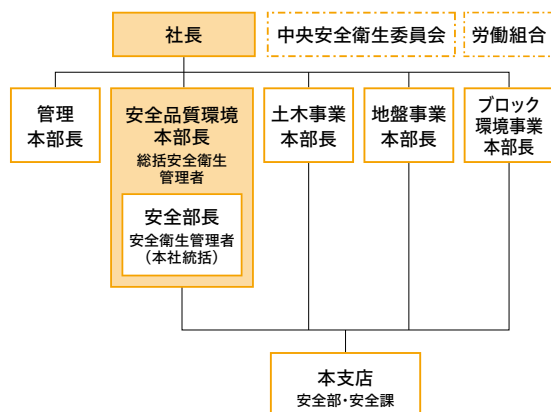 社長
中央安全衛生委員会
労働組合
管理
本部長
安全品質環境
本部長
総括安全衛生
管理者
安全部長
安全衛生管理者
（本社統括）
土木事業
本部長
地盤事業
本部長
ブロック
環境事業
本部長
本支店
安全部・安全課